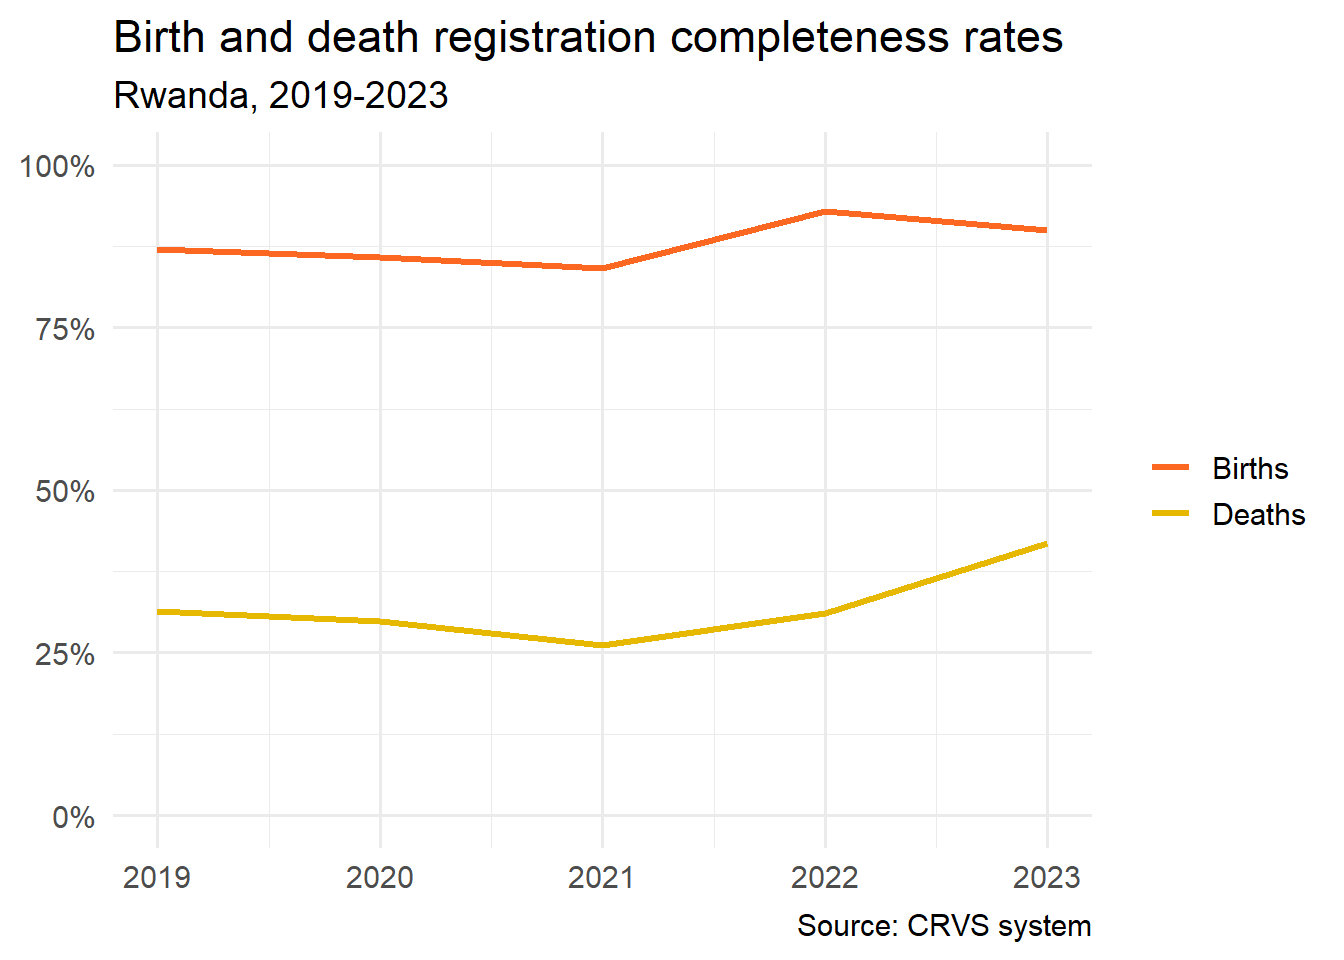 Birth and death registration completeness rates
Rwanda, 2019-2023
100%
75%
50%
25%
0%
2019 2020 2021 2022 2023
Births
Deaths
Source: CRVS system